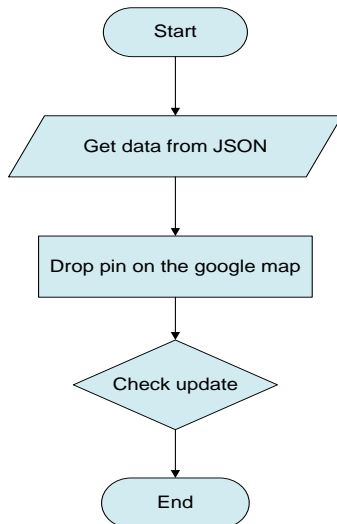 Start
Get data from JSON
Drop pin on the google map
Check update
End